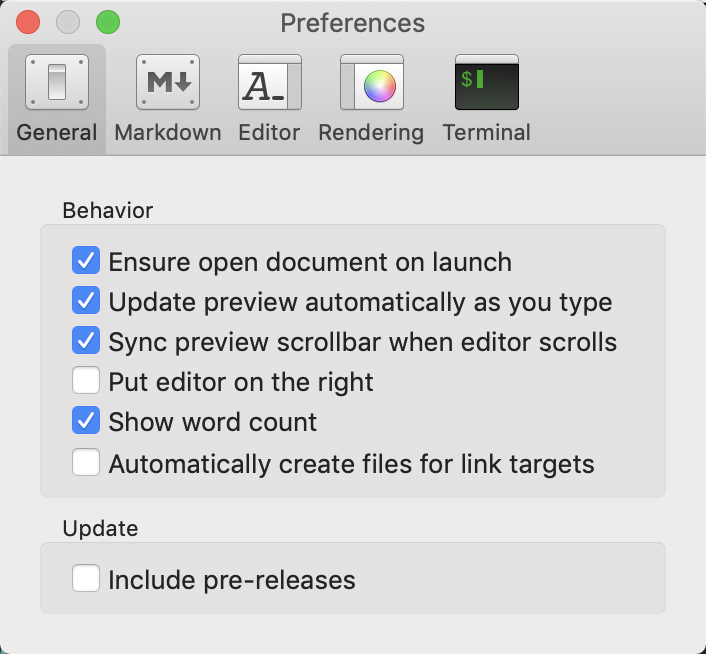 Preferences
M
A_
$
General Markdown Editor Rendering Terminal
Behavior
Ensure open document on launch
Update preview automatically as you type
Sync preview scrollbar when editor scrolls
Put editor on the right
Show word count
Automatically create files for link targets
Update
Include pre-releases